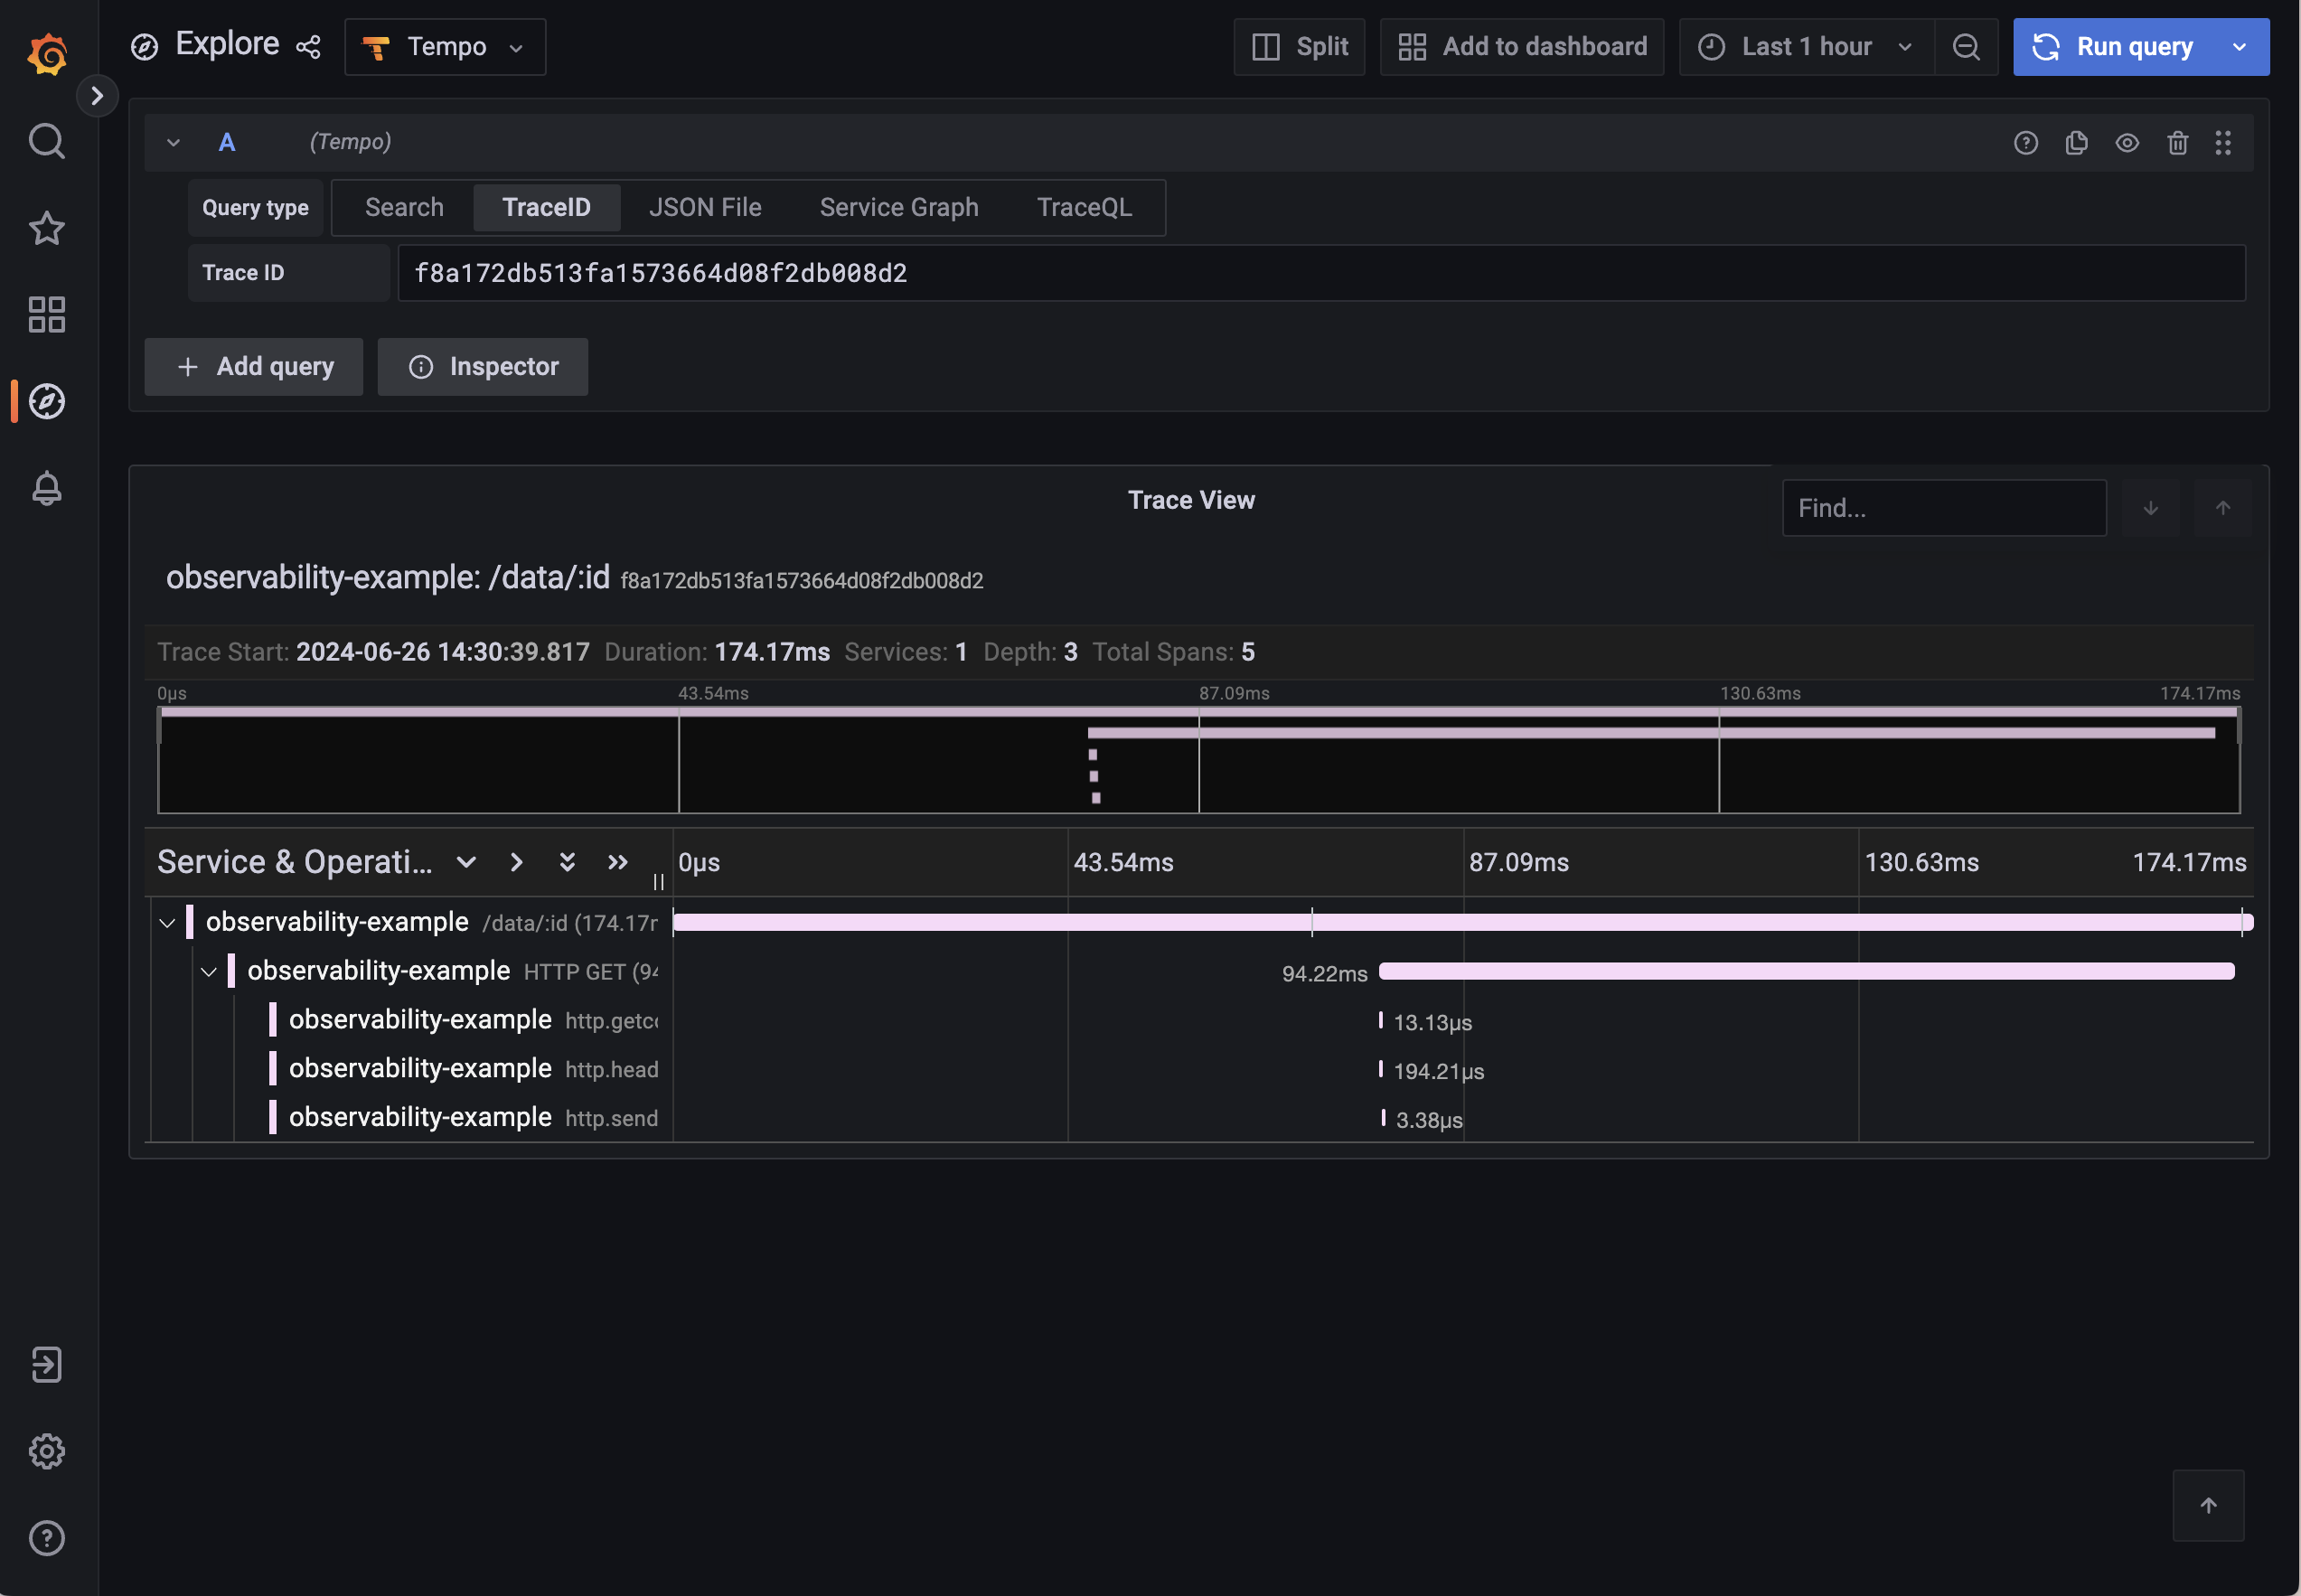 Explore
Tempo
Split
Add to dashboard
Last 1 hour
Run query
A (Tempo)
Query type
Search
TraceID
JSON File
Service Graph
TraceQL
Trace ID
f8a172db513fa1573664d08f2db008d2
Add query
Inspector
Trace View
Find...
observability-example: /data/:id f8a172db513fa1573664d08f2db008d2
Trace Start: 2024-06-26 14:30:39.817 Duration: 174.17ms Services: 1 Depth: 3 Total Spans: 5
0μs 43.54ms 87.09ms 130.63ms 174.17ms
Service & Operati... 0μs 43.54ms 87.09ms 130.63ms 174.17ms
observability-example /data/:id (174.17
observability-example HTTP GET (94 94.22ms
observability-example http.getc 13.13μs
observability-example http.head 194.21μs
observability-example http.send 3.38μs